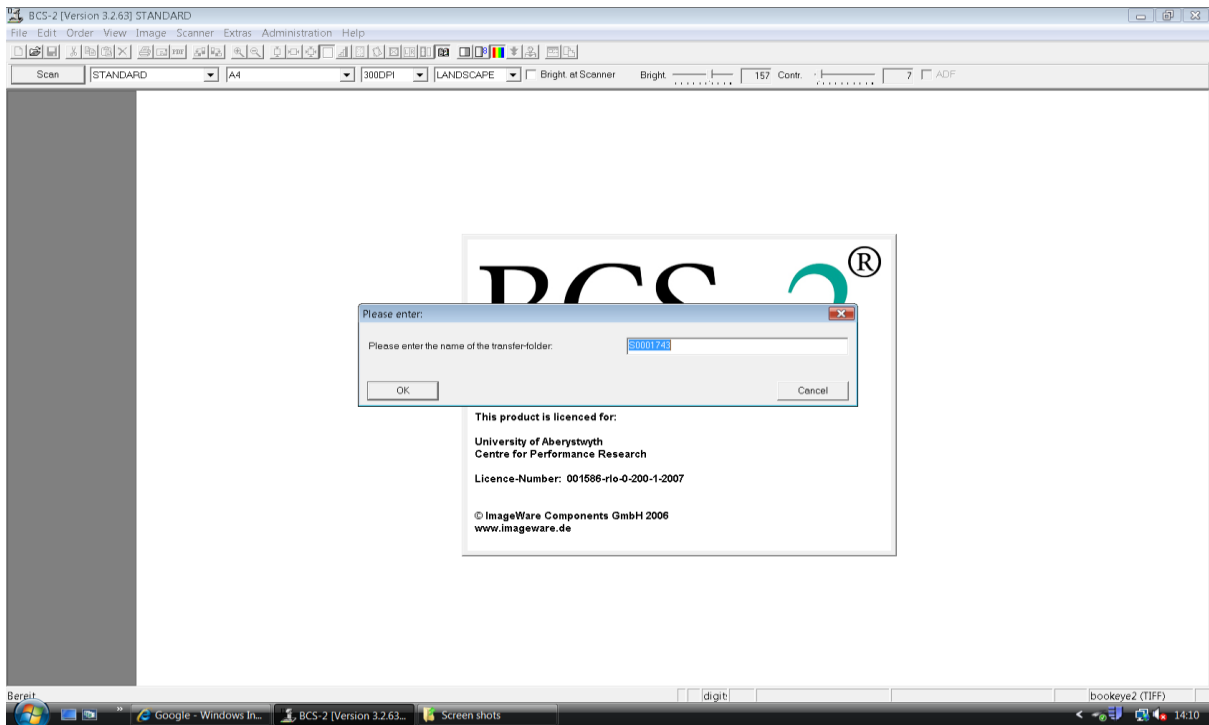 BCS-2 [Version 3.2.63] STANDARD
File Edit Order View Image Scanner Extras Administration Help
Scan STANDARD A4 300DPI LANDSCAPE Bright. at Scanner Bright. 157 Contr. 7 ADF
BCS 2®
Please enter:
Please enter the name of the transfer-folder: S0001743
OK Cancel
This product is licenced for:
University of Aberystwyth
Centre for Performance Research
Licence-Number: 001586-rlo-0-200-1-2007
© ImageWare Components GmbH 2006
www.imageware.de
Bereit digit bookeye2 (TIFF)
Google - Windows In... BCS-2 [Version 3.2.63... Screen shots 14:10